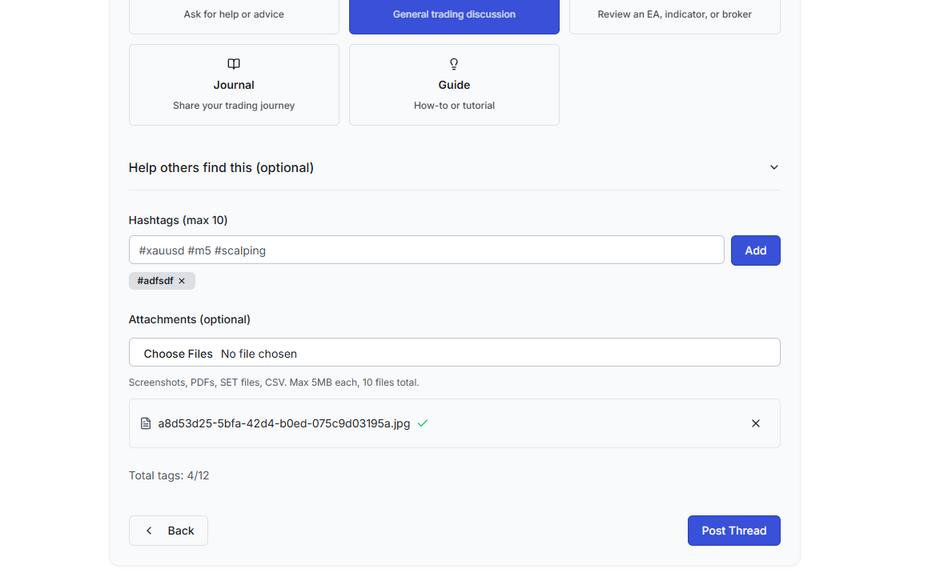 Ask for help or advice
General trading discussion
Review an EA, indicator, or broker
Journal
Share your trading journey
Guide
How-to or tutorial
Help others find this (optional)
Hashtags (max 10)
#xauusd #m5 #scalping
Add
#adfsdf ×
Attachments (optional)
Choose Files No file chosen
Screenshots, PDFs, SET files, CSV. Max 5MB each, 10 files total.
a8d53d25-5bfa-42d4-b0ed-075c9d03195a.jpg
Total tags: 4/12
Back
Post Thread